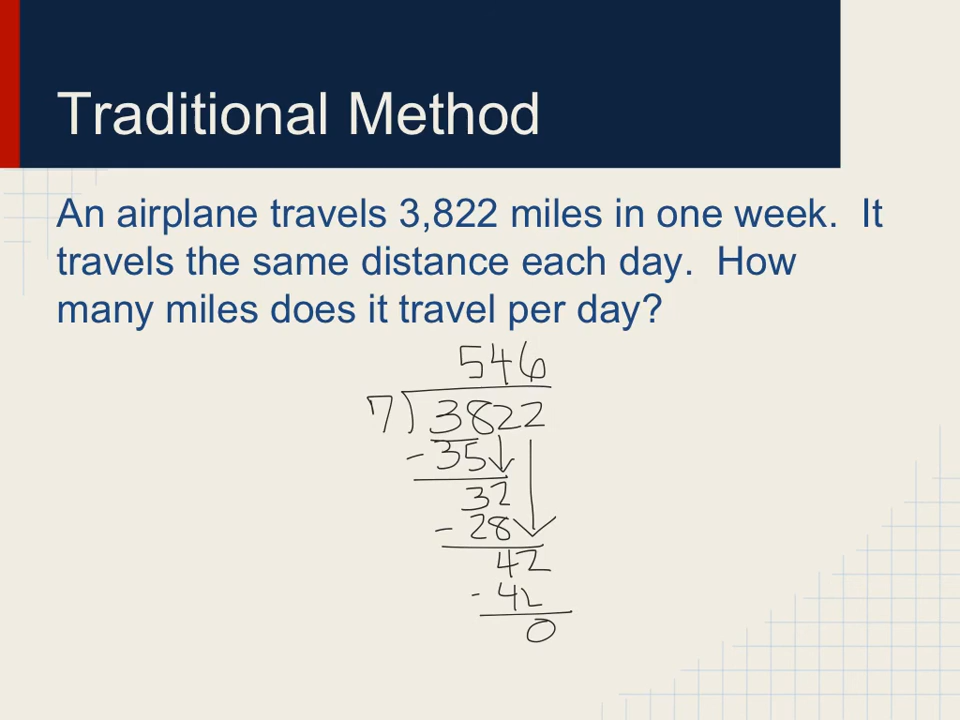 Traditional Method
An airplane travels 3,822 miles in one week. It
travels the same distance each day. How
many miles does it travel per day?
546
7)3822
-35
32
-28
42
-42
0